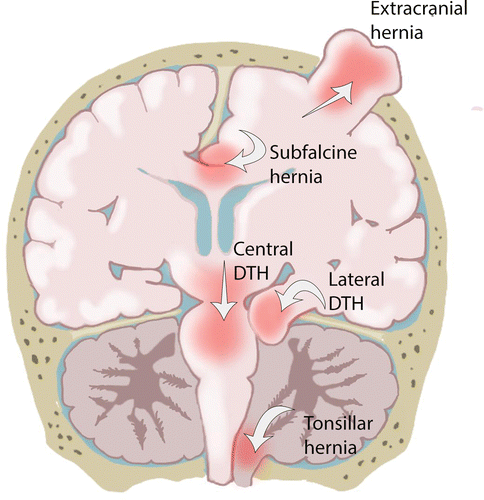 Extracranial
hernia
Subfalcine
hernia
Central
DTH
Lateral
DTH
Tonsillar
hernia